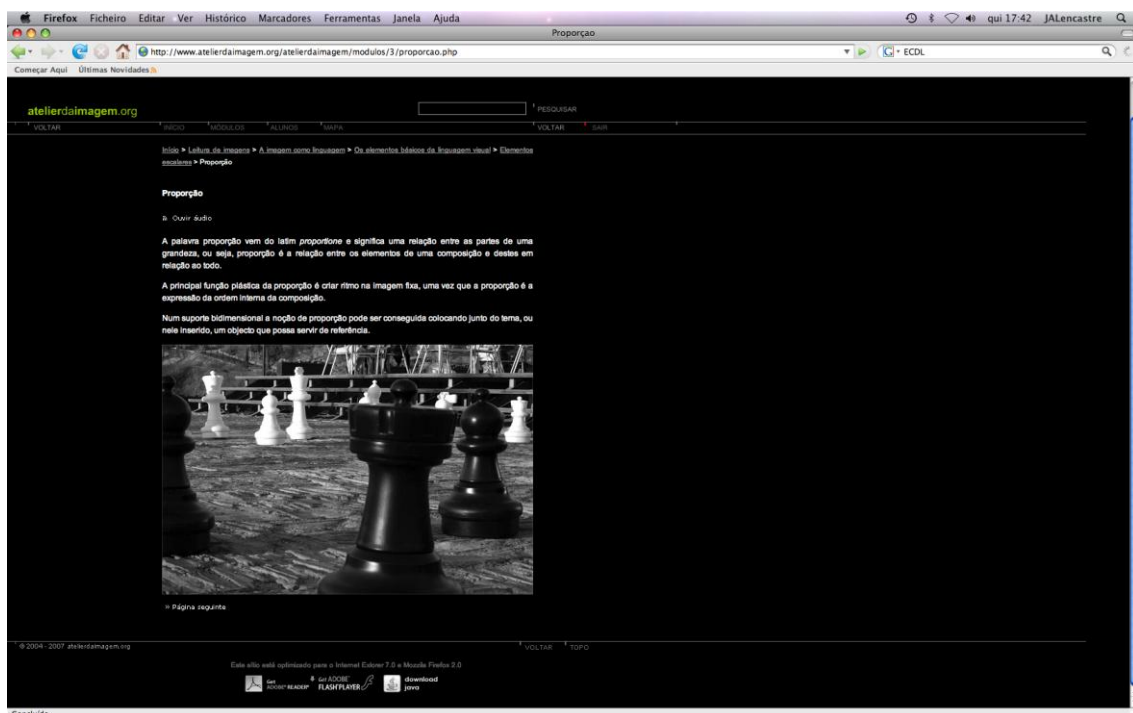 Firefox Ficheiro Editar Ver Histórico Marcadores Ferramentas Janela Ajuda qui 17:42 JALencastre
Proporçao
http://www.atelierdaimagem.org/atelierdaimagem/modulos/3/proporcao.php G ECDL
Começar Aqui Últimas Novidades
atelierdaimagem.org PESQUISAR
VOLTAR INÍCIO MÓDULOS ALUNOS MAPA VOLTAR SAIR
Início > Leitura de imagens > A imagem como linguagem > Os elementos básicos da linguagem visual > Elementos
escalares > Proporção
Proporção
Ouvir áudio
A palavra proporção vem do latim proportione e significa uma relação entre as partes de uma
grandeza, ou seja, proporção é a relação entre os elementos de uma composição e destes em
relação ao todo.
A principal função plástica da proporção é criar ritmo na imagem fixa, uma vez que a proporção é a
expressão da ordem interna da composição.
Num suporte bidimensional a noção de proporção pode ser conseguida colocando junto do tema, ou
nele inserido, um objecto que possa servir de referência.
» Página seguinte
© 2004 - 2007 atelierdaimagem.org VOLTAR TOPO
Este sítio está optimizado para o Internet Exlorer 7.0 e Mozilla Firefox 2.0
Get ADOBE® READER® Get ADOBE® FLASH® PLAYER download
java